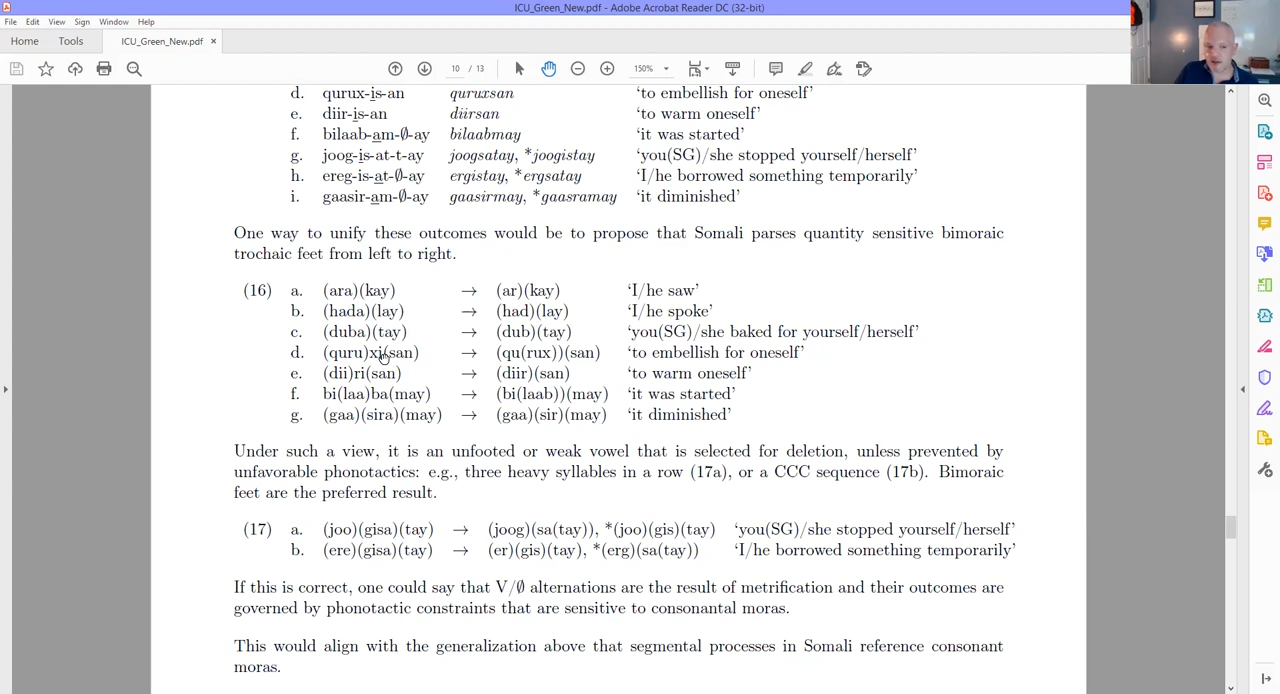 ICU_Green_New.pdf - Adobe Acrobat Reader DC (32-bit)
File Edit View Sign Window Help
Home Tools ICU_Green_New.pdf ×
10 / 13 150%
d. qurux-is-an quruxsan ‘to embellish for oneself’
e. diir-is-an diirsan ‘to warm oneself’
f. bilaab-am-∅-ay bilaabmay ‘it was started’
g. joog-is-at-t-ay joogsatay, *joogistay ‘you(SG)/she stopped yourself/herself’
h. ereg-is-at-∅-ay ergistay, *ergsatay ‘I/he borrowed something temporarily’
i. gaasir-am-∅-ay gaasirmay, *gaasramay ‘it diminished’
One way to unify these outcomes would be to propose that Somali parses quantity sensitive bimoraic
trochaic feet from left to right.
(16) a. (ara)(kay) → (ar)(kay) ‘I/he saw’
b. (hada)(lay) → (had)(lay) ‘I/he spoke’
c. (duba)(tay) → (dub)(tay) ‘you(SG)/she baked for yourself/herself’
d. (quru)xi(san) → (qu(rux))(san) ‘to embellish for oneself’
e. (dii)ri(san) → (diir)(san) ‘to warm oneself’
f. bi(laa)ba(may) → (bi(laab))(may) ‘it was started’
g. (gaa)(sira)(may) → (gaa)(sir)(may) ‘it diminished’
Under such a view, it is an unfooted or weak vowel that is selected for deletion, unless prevented by
unfavorable phonotactics: e.g., three heavy syllables in a row (17a), or a CCC sequence (17b). Bimoraic
feet are the preferred result.
(17) a. (joo)(gisa)(tay) → (joog)(sa(tay)), *(joo)(gis)(tay) ‘you(SG)/she stopped yourself/herself’
b. (ere)(gisa)(tay) → (er)(gis)(tay), *(erg)(sa(tay)) ‘I/he borrowed something temporarily’
If this is correct, one could say that V/∅ alternations are the result of metrification and their outcomes are
governed by phonotactic constraints that are sensitive to consonantal moras.
This would align with the generalization above that segmental processes in Somali reference consonant
moras.